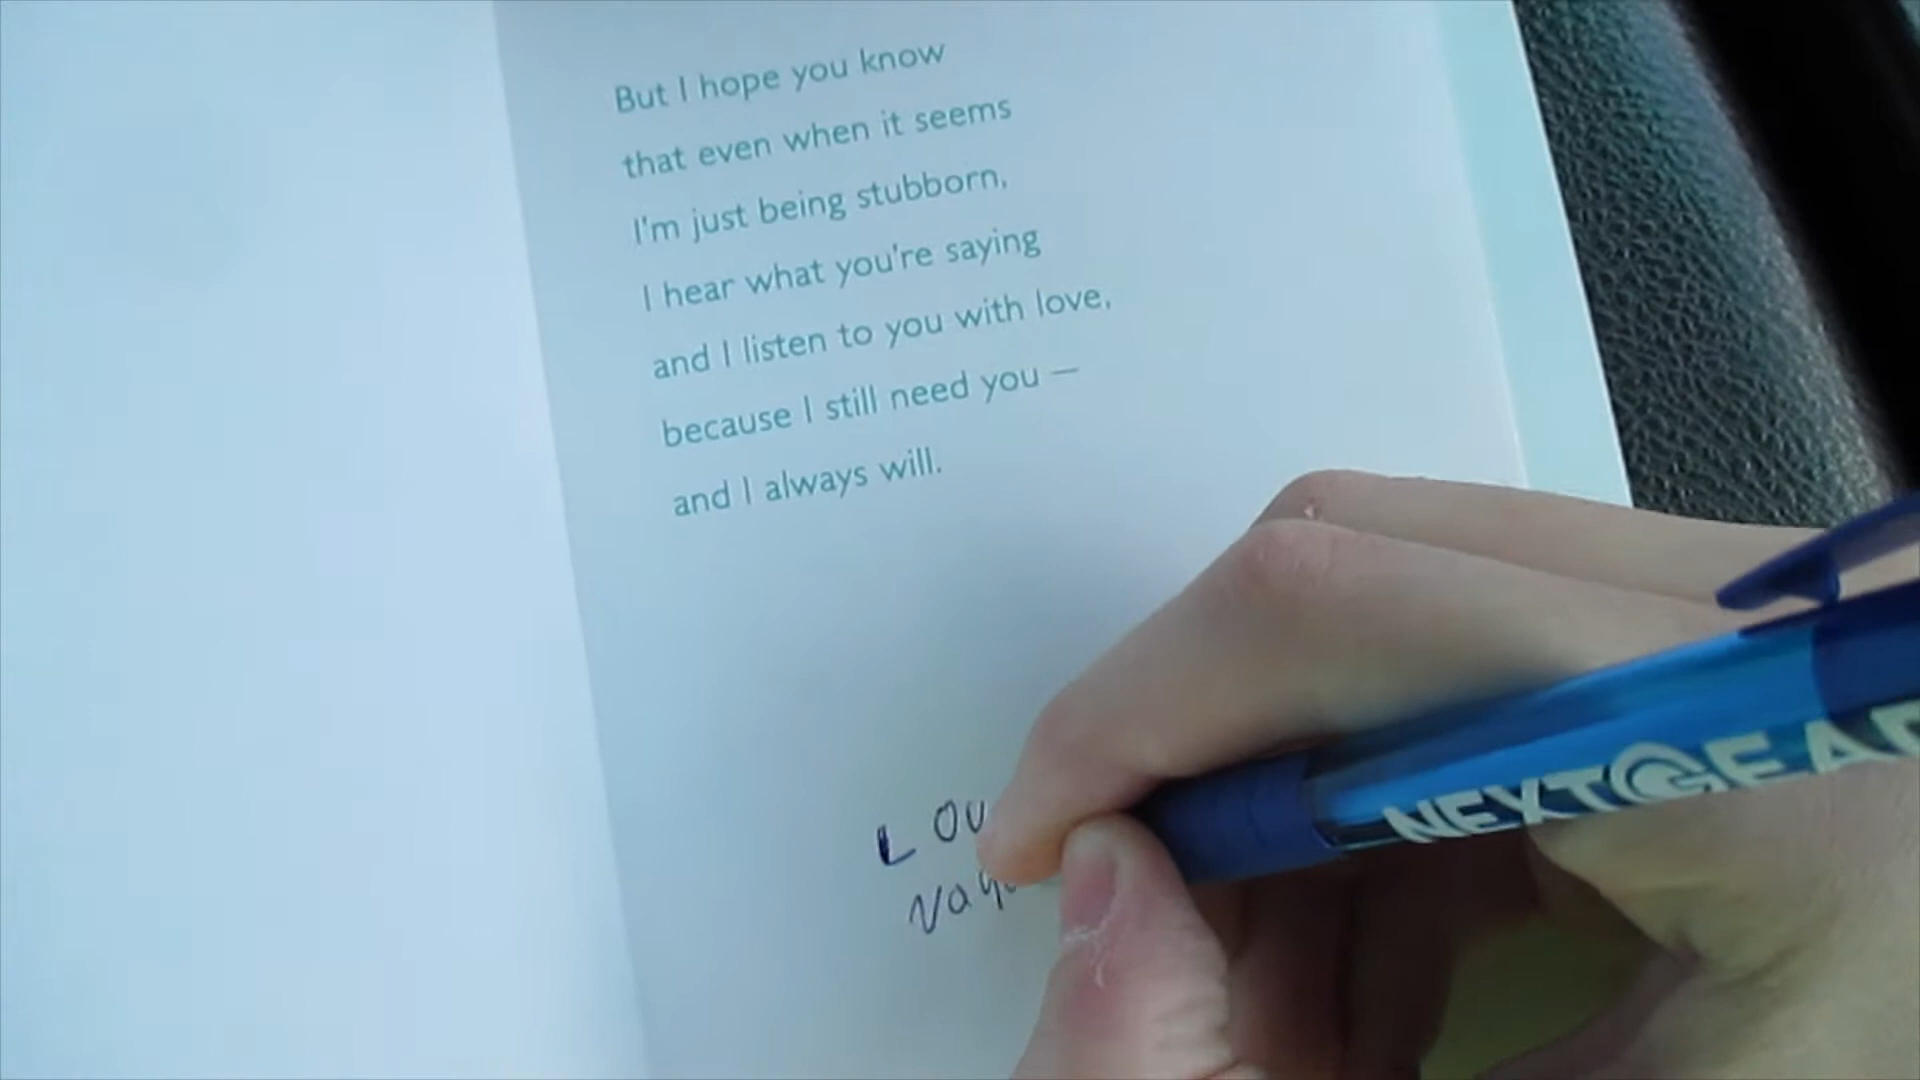 But I hope you know
that even when it seems
I'm just being stubborn,
I hear what you're saying
and I listen to you with love,
because I still need you —
and I always will.
LOV
NEXTGEAR